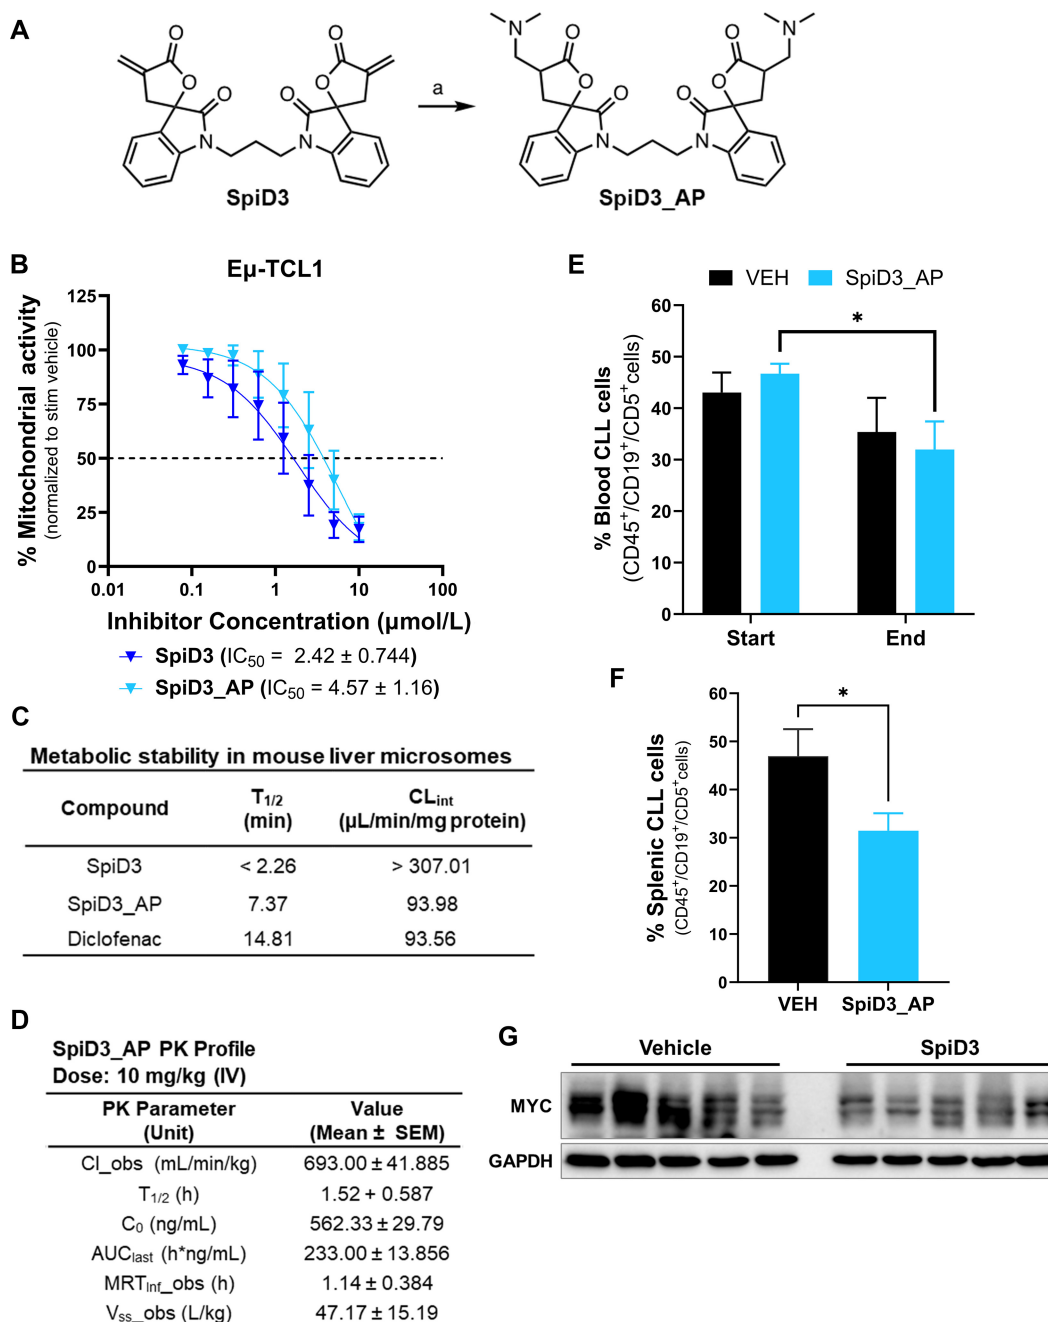 A
O
O
O
O
O
O
N
N
SpiD3
a
N
N
O
O
O
O
O
O
N
N
SpiD3_AP
B
Eµ-TCL1
% Mitochondrial activity
(normalized to stim vehicle)
125
100
75
50
25
0
0.01
0.1
1
10
100
Inhibitor Concentration (µmol/L)
SpiD3 (IC50 = 2.42 ± 0.744)
SpiD3_AP (IC50 = 4.57 ± 1.16)
C
Metabolic stability in mouse liver microsomes
Compound T1/2 (min) CLint (µL/min/mg protein)
SpiD3 < 2.26 > 307.01
SpiD3_AP 7.37 93.98
Diclofenac 14.81 93.56
D
SpiD3_AP PK Profile
Dose: 10 mg/kg (IV)
PK Parameter (Unit) Value (Mean ± SEM)
Cl_obs (mL/min/kg) 693.00 ± 41.885
T1/2 (h) 1.52 + 0.587
C0 (ng/mL) 562.33 ± 29.79
AUClast (h*ng/mL) 233.00 ± 13.856
MRTInf_obs (h) 1.14 ± 0.384
Vss_obs (L/kg) 47.17 ± 15.19
E
VEH
SpiD3_AP
% Blood CLL cells
(CD45+/CD19+/CD5+cells)
60
50
40
30
20
10
0
*
Start
End
F
% Splenic CLL cells
(CD45+/CD19+/CD5+cells)
60
50
40
30
20
10
0
*
VEH
SpiD3_AP
G
Vehicle
SpiD3
MYC
GAPDH